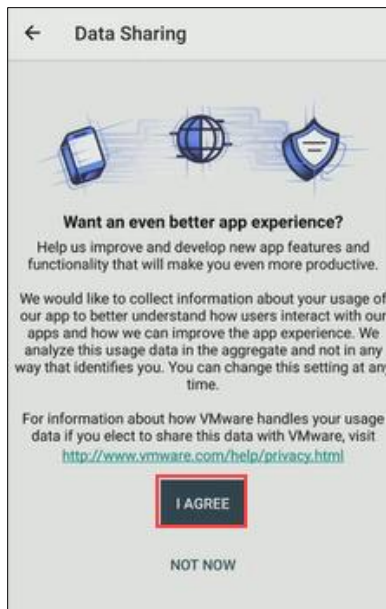 Data Sharing
Want an even better app experience?
Help us improve and develop new app features and
functionality that will make you even more productive.
We would like to collect information about your usage of
our app to better understand how users interact with our
apps and how we can improve the app experience. We
analyze this usage data in the aggregate and not in any
way that identifies you. You can change this setting at any
time.
For information about how VMware handles your usage
data if you elect to share this data with VMware, visit
http://www.vmware.com/help/privacy.html
I AGREE
NOT NOW